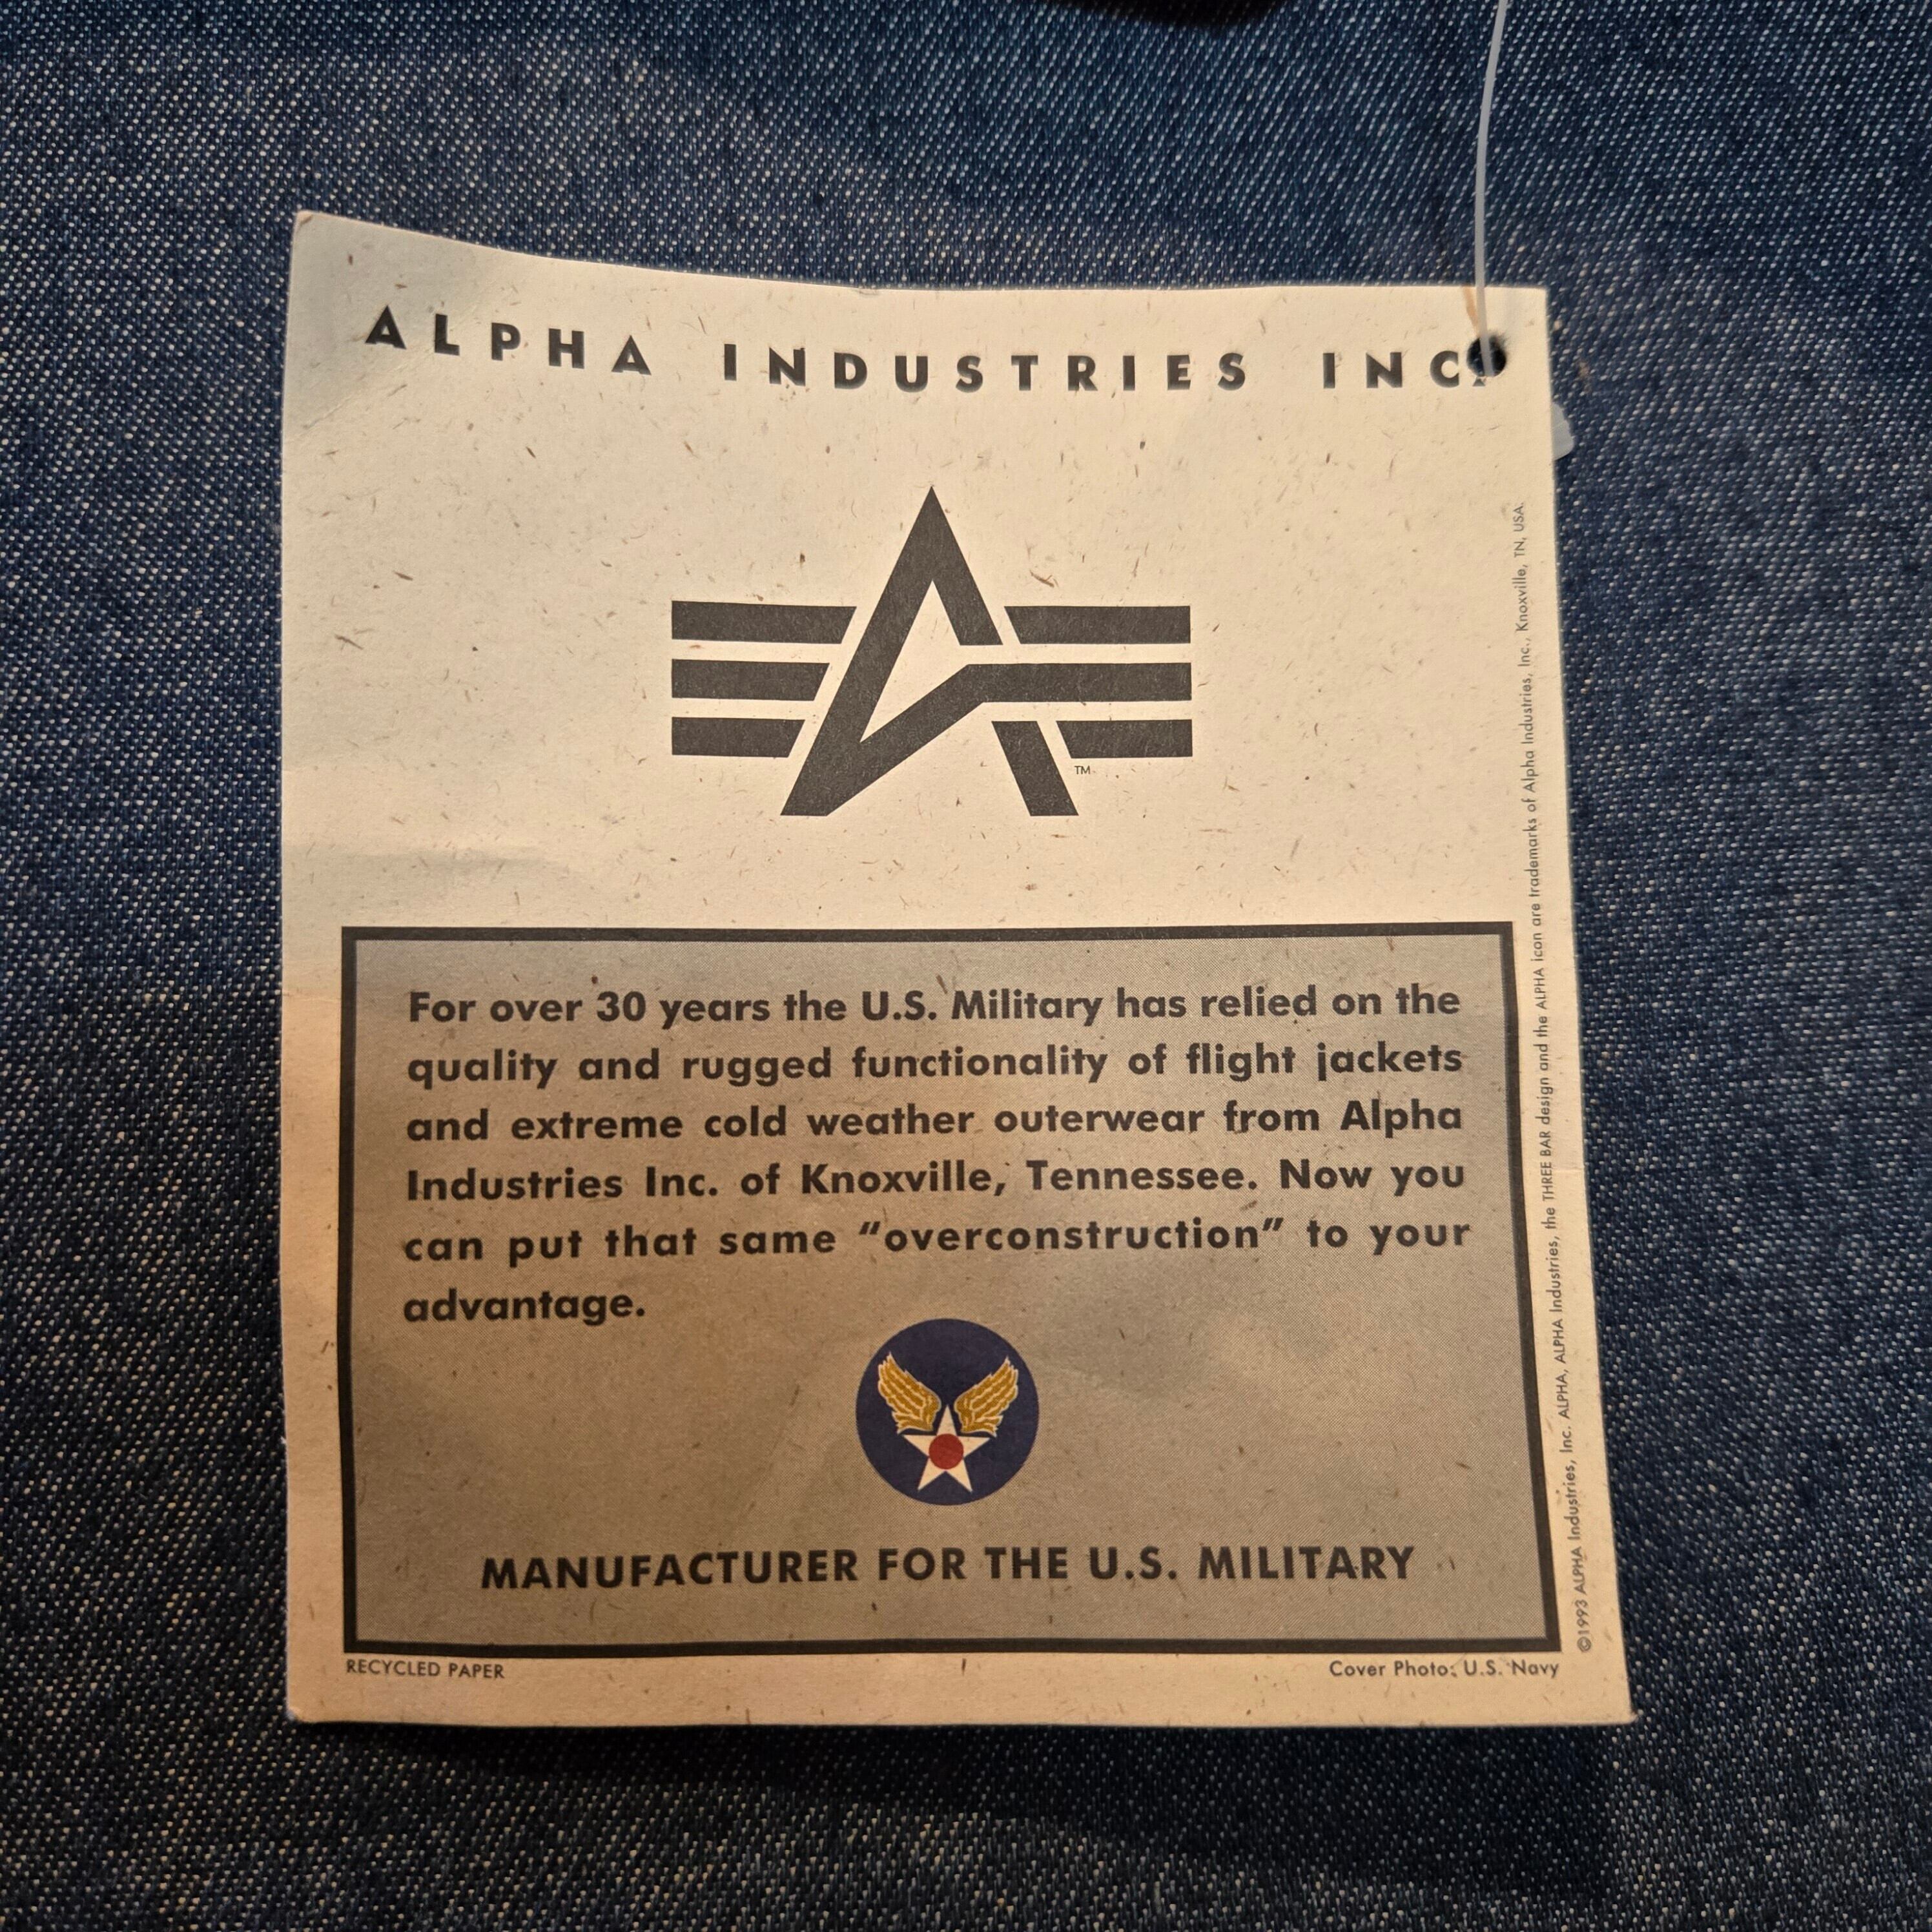 ALPHA INDUSTRIES INC.
TM
For over 30 years the U.S. Military has relied on the
quality and rugged functionality of flight jackets
and extreme cold weather outerwear from Alpha
Industries Inc. of Knoxville, Tennessee. Now you
can put that same “overconstruction” to your
advantage.
MANUFACTURER FOR THE U.S. MILITARY
RECYCLED PAPER
Cover Photo: U.S. Navy
©1993 ALPHA Industries, Inc. ALPHA, ALPHA Industries, the THREE BAR design and the ALPHA icon are trademarks of Alpha Industries, Inc., Knoxville, TN, USA.